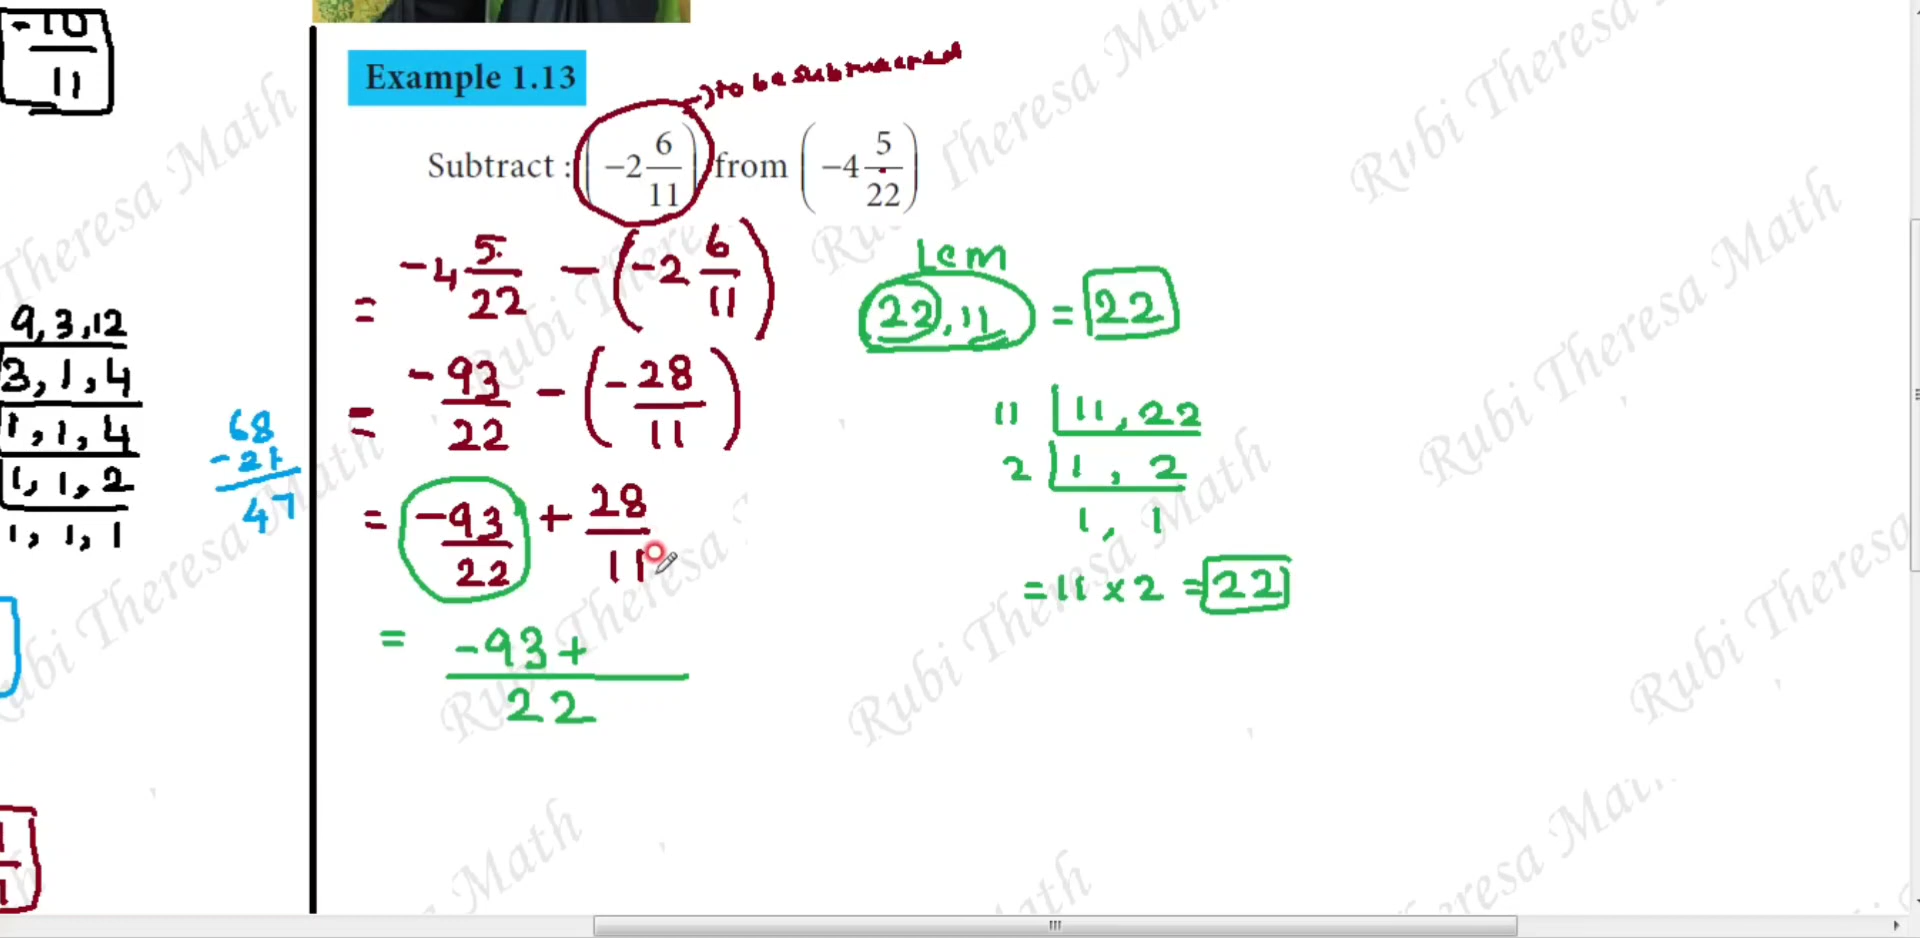 -10
11
9, 3, 12
3, 1, 4
1, 1, 4
1, 1, 2
1, 1, 1
68
-21
47
Example 1.13
to be subtracted
Subtract : (-2 6/11) from (-4 5/22)
= -4 5/22 - (-2 6/11)
= -93/22 - (-28/11)
= -93/22 + 28/11
= -93+ / 22
Lcm
22, 11 = 22
11 | 11, 22
2 | 1, 2
1, 1
= 11 × 2 = 22
Rubi Theresa Math